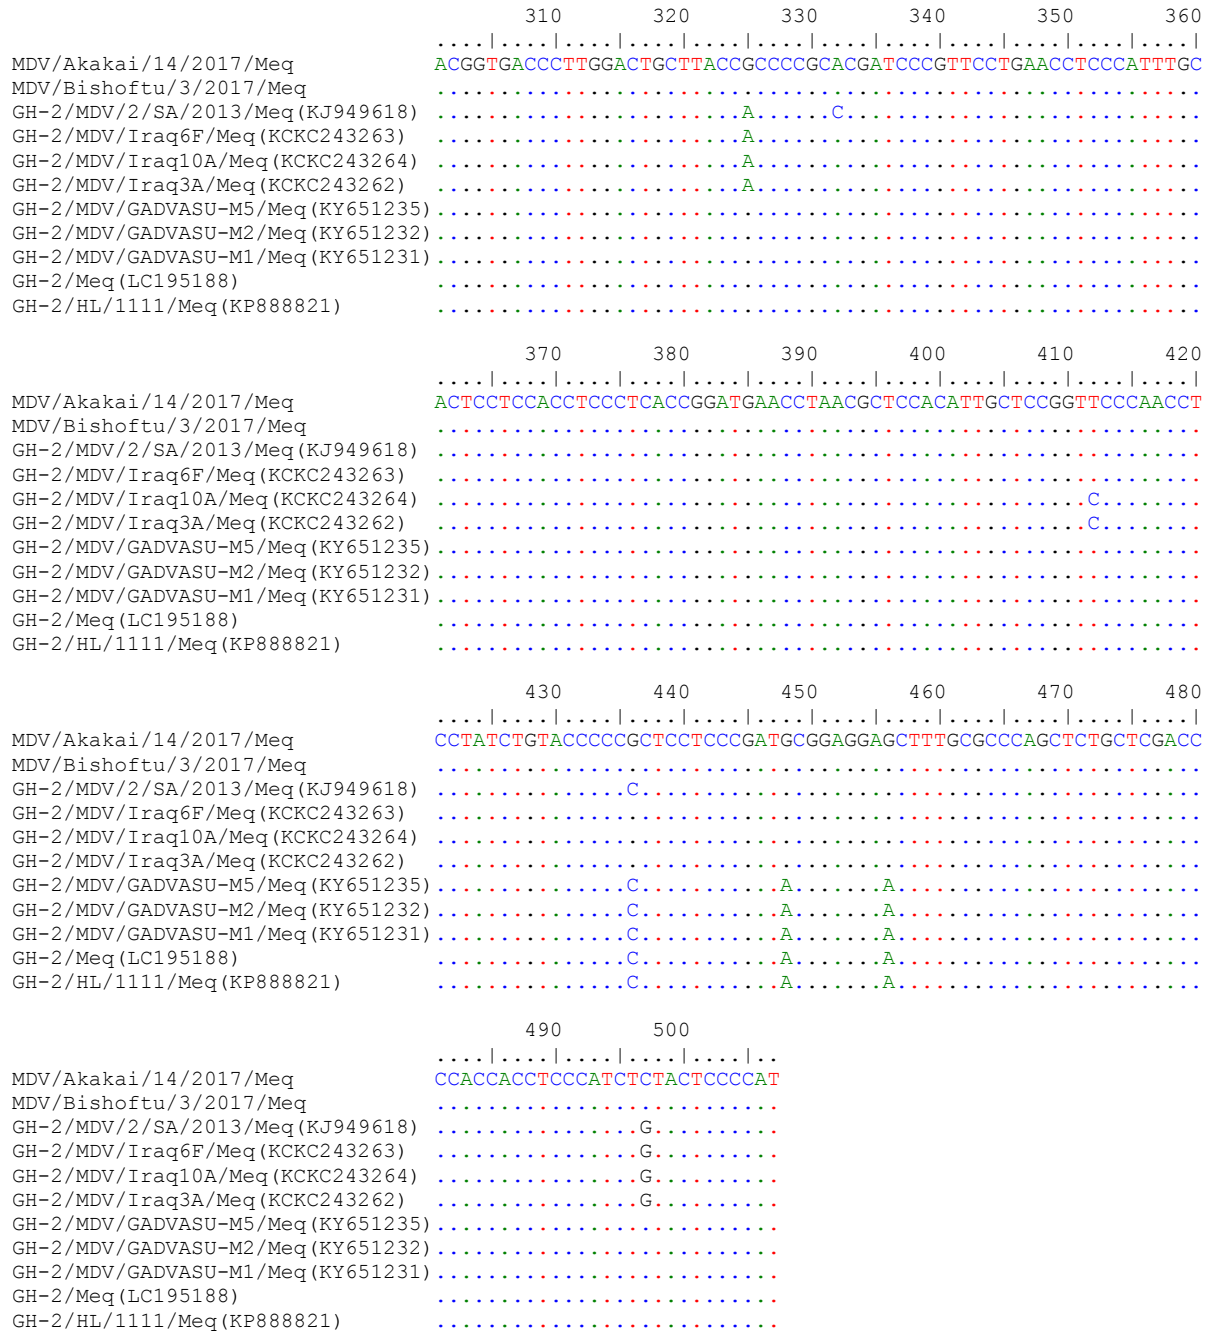 310 320 330 340 350 360
....|....|....|....|....|....|....|....|....|....|....|....|
MDV/Akakai/14/2017/Meq ACGGTGACCCTTGGACTGCTTACCGCCCCGCACGATCCCGTTCCTGAACCTCCCATTTGC
MDV/Bishoftu/3/2017/Meq ............................................................
GH-2/MDV/2/SA/2013/Meq(KJ949618) ........................A......C............................
GH-2/MDV/Iraq6F/Meq(KCKC243263) ........................A...................................
GH-2/MDV/Iraq10A/Meq(KCKC243264) ........................A...................................
GH-2/MDV/Iraq3A/Meq(KCKC243262) ........................A...................................
GH-2/MDV/GADVASU-M5/Meq(KY651235) ............................................................
GH-2/MDV/GADVASU-M2/Meq(KY651232) ............................................................
GH-2/MDV/GADVASU-M1/Meq(KY651231) ............................................................
GH-2/Meq(LC195188) ............................................................
GH-2/HL/1111/Meq(KP888821) ............................................................
370 380 390 400 410 420
....|....|....|....|....|....|....|....|....|....|....|....|
MDV/Akakai/14/2017/Meq ACTCCTCCACCTCCCTCACCGGATGAACCTAACGCTCCACATTGCTCCGGTTCCCAACCT
MDV/Bishoftu/3/2017/Meq ............................................................
GH-2/MDV/2/SA/2013/Meq(KJ949618) ............................................................
GH-2/MDV/Iraq6F/Meq(KCKC243263) ............................................................
GH-2/MDV/Iraq10A/Meq(KCKC243264) ...................................................C........
GH-2/MDV/Iraq3A/Meq(KCKC243262) ...................................................C........
GH-2/MDV/GADVASU-M5/Meq(KY651235) ............................................................
GH-2/MDV/GADVASU-M2/Meq(KY651232) ............................................................
GH-2/MDV/GADVASU-M1/Meq(KY651231) ............................................................
GH-2/Meq(LC195188) ............................................................
GH-2/HL/1111/Meq(KP888821) ............................................................
430 440 450 460 470 480
....|....|....|....|....|....|....|....|....|....|....|....|
MDV/Akakai/14/2017/Meq CCTATCTGTACCCCCGCTCCTCCCGATGCGGAGGAGCTTTGCGCCCAGCTCTGCTCGACC
MDV/Bishoftu/3/2017/Meq ............................................................
GH-2/MDV/2/SA/2013/Meq(KJ949618) ...............C............................................
GH-2/MDV/Iraq6F/Meq(KCKC243263) ............................................................
GH-2/MDV/Iraq10A/Meq(KCKC243264) ............................................................
GH-2/MDV/Iraq3A/Meq(KCKC243262) ............................................................
GH-2/MDV/GADVASU-M5/Meq(KY651235) ...............C...........A.......A........................
GH-2/MDV/GADVASU-M2/Meq(KY651232) ...............C...........A.......A........................
GH-2/MDV/GADVASU-M1/Meq(KY651231) ...............C...........A.......A........................
GH-2/Meq(LC195188) ...............C...........A.......A........................
GH-2/HL/1111/Meq(KP888821) ...............C...........A.......A........................
490 500
....|....|....|....|....|..
MDV/Akakai/14/2017/Meq CCACCACCTCCCATCTCTACTCCCCAT
MDV/Bishoftu/3/2017/Meq ...........................
GH-2/MDV/2/SA/2013/Meq(KJ949618) ................G..........
GH-2/MDV/Iraq6F/Meq(KCKC243263) ................G..........
GH-2/MDV/Iraq10A/Meq(KCKC243264) ................G..........
GH-2/MDV/Iraq3A/Meq(KCKC243262) ................G..........
GH-2/MDV/GADVASU-M5/Meq(KY651235) ...........................
GH-2/MDV/GADVASU-M2/Meq(KY651232) ...........................
GH-2/MDV/GADVASU-M1/Meq(KY651231) ...........................
GH-2/Meq(LC195188) ...........................
GH-2/HL/1111/Meq(KP888821) ...........................